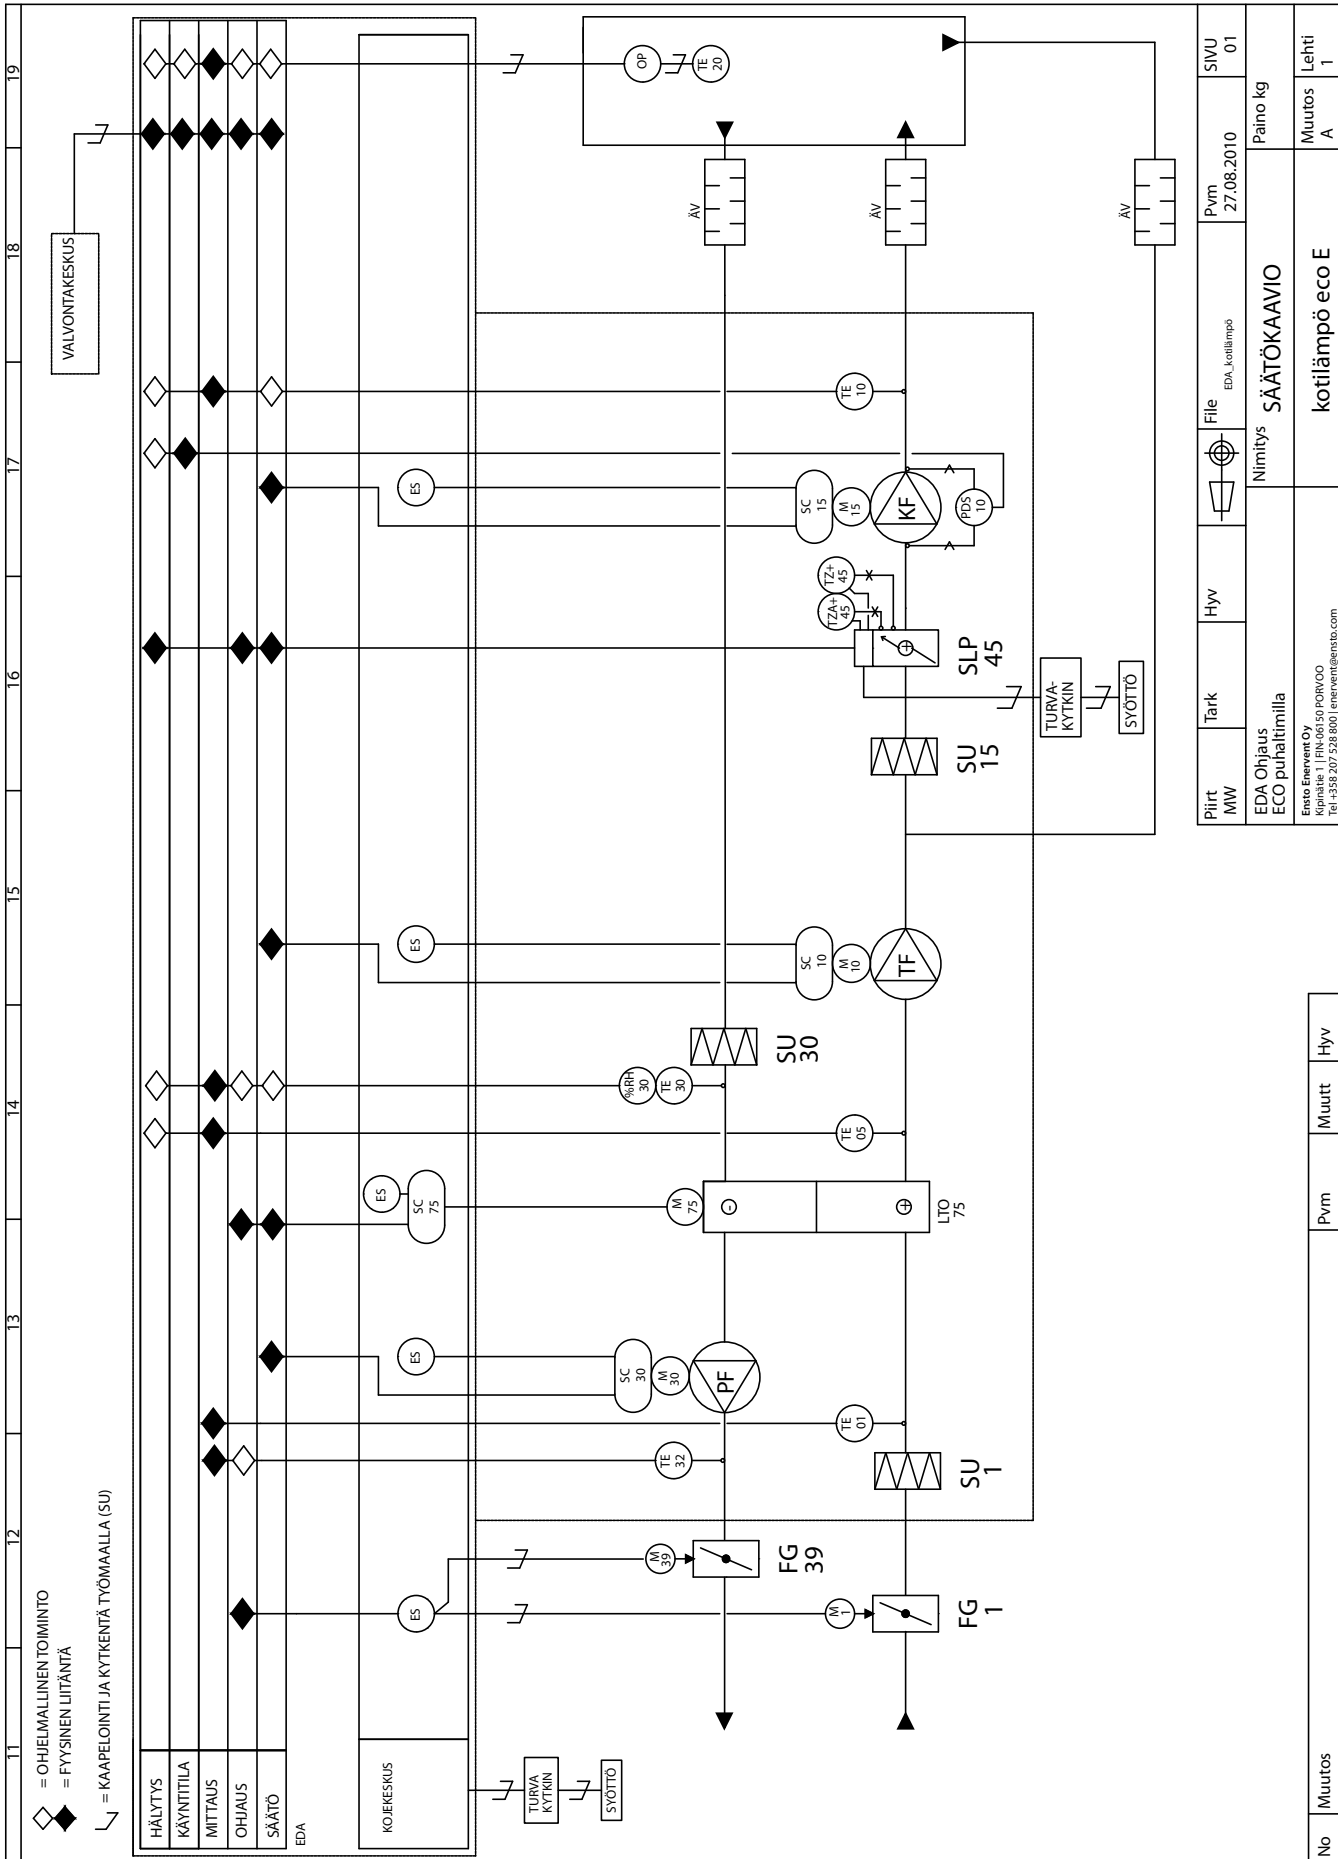 11 12 13 14 15 16 17 18 19
= OHJELMALLINEN TOIMINTO
= FYYSINEN LIITÄNTÄ
= KAAPELOINTI JA KYTKENTÄ TYÖMAALLA (SU)
VALVONTAKESKUS
HÄLYTYS
KÄYNTITILA
MITTAUS
OHJAUS
SÄÄTÖ
EDA
KOJEKESKUS
ES
ES
ES
SC
75
ES
ES
TURVA
KYTKIN
SYÖTTÖ
M
39
FG
39
TE
32
SC
30
M
30
PF
M
75
-
+
LTO
75
%RH
30
TE
30
SU
30
ÄV
OP
TE
20
M
1
FG
1
SU
1
TE
01
TE
05
SC
10
M
10
TF
SU
15
TZA+
45
TZ+
45
+
SLP
45
SC
15
M
15
KF
PDS
10
TE
10
ÄV
TURVA-
KYTKIN
SYÖTTÖ
ÄV
No
Muutos
Pvm
Muutt
Hyv
Piirt
MW
Tark
Hyv
File
EDA_kotilämpö
Pvm
27.08.2010
SIVU
01
EDA Ohjaus
ECO puhaltimilla
Nimitys
SÄÄTÖKAAVIO
Paino kg
Ensto Enervent Oy
Kipinätie 1 | FIN-06150 PORVOO
Tel +358 207 528 800 | enervent@ensto.com
kotilämpö eco E
Muutos
A
Lehti
1